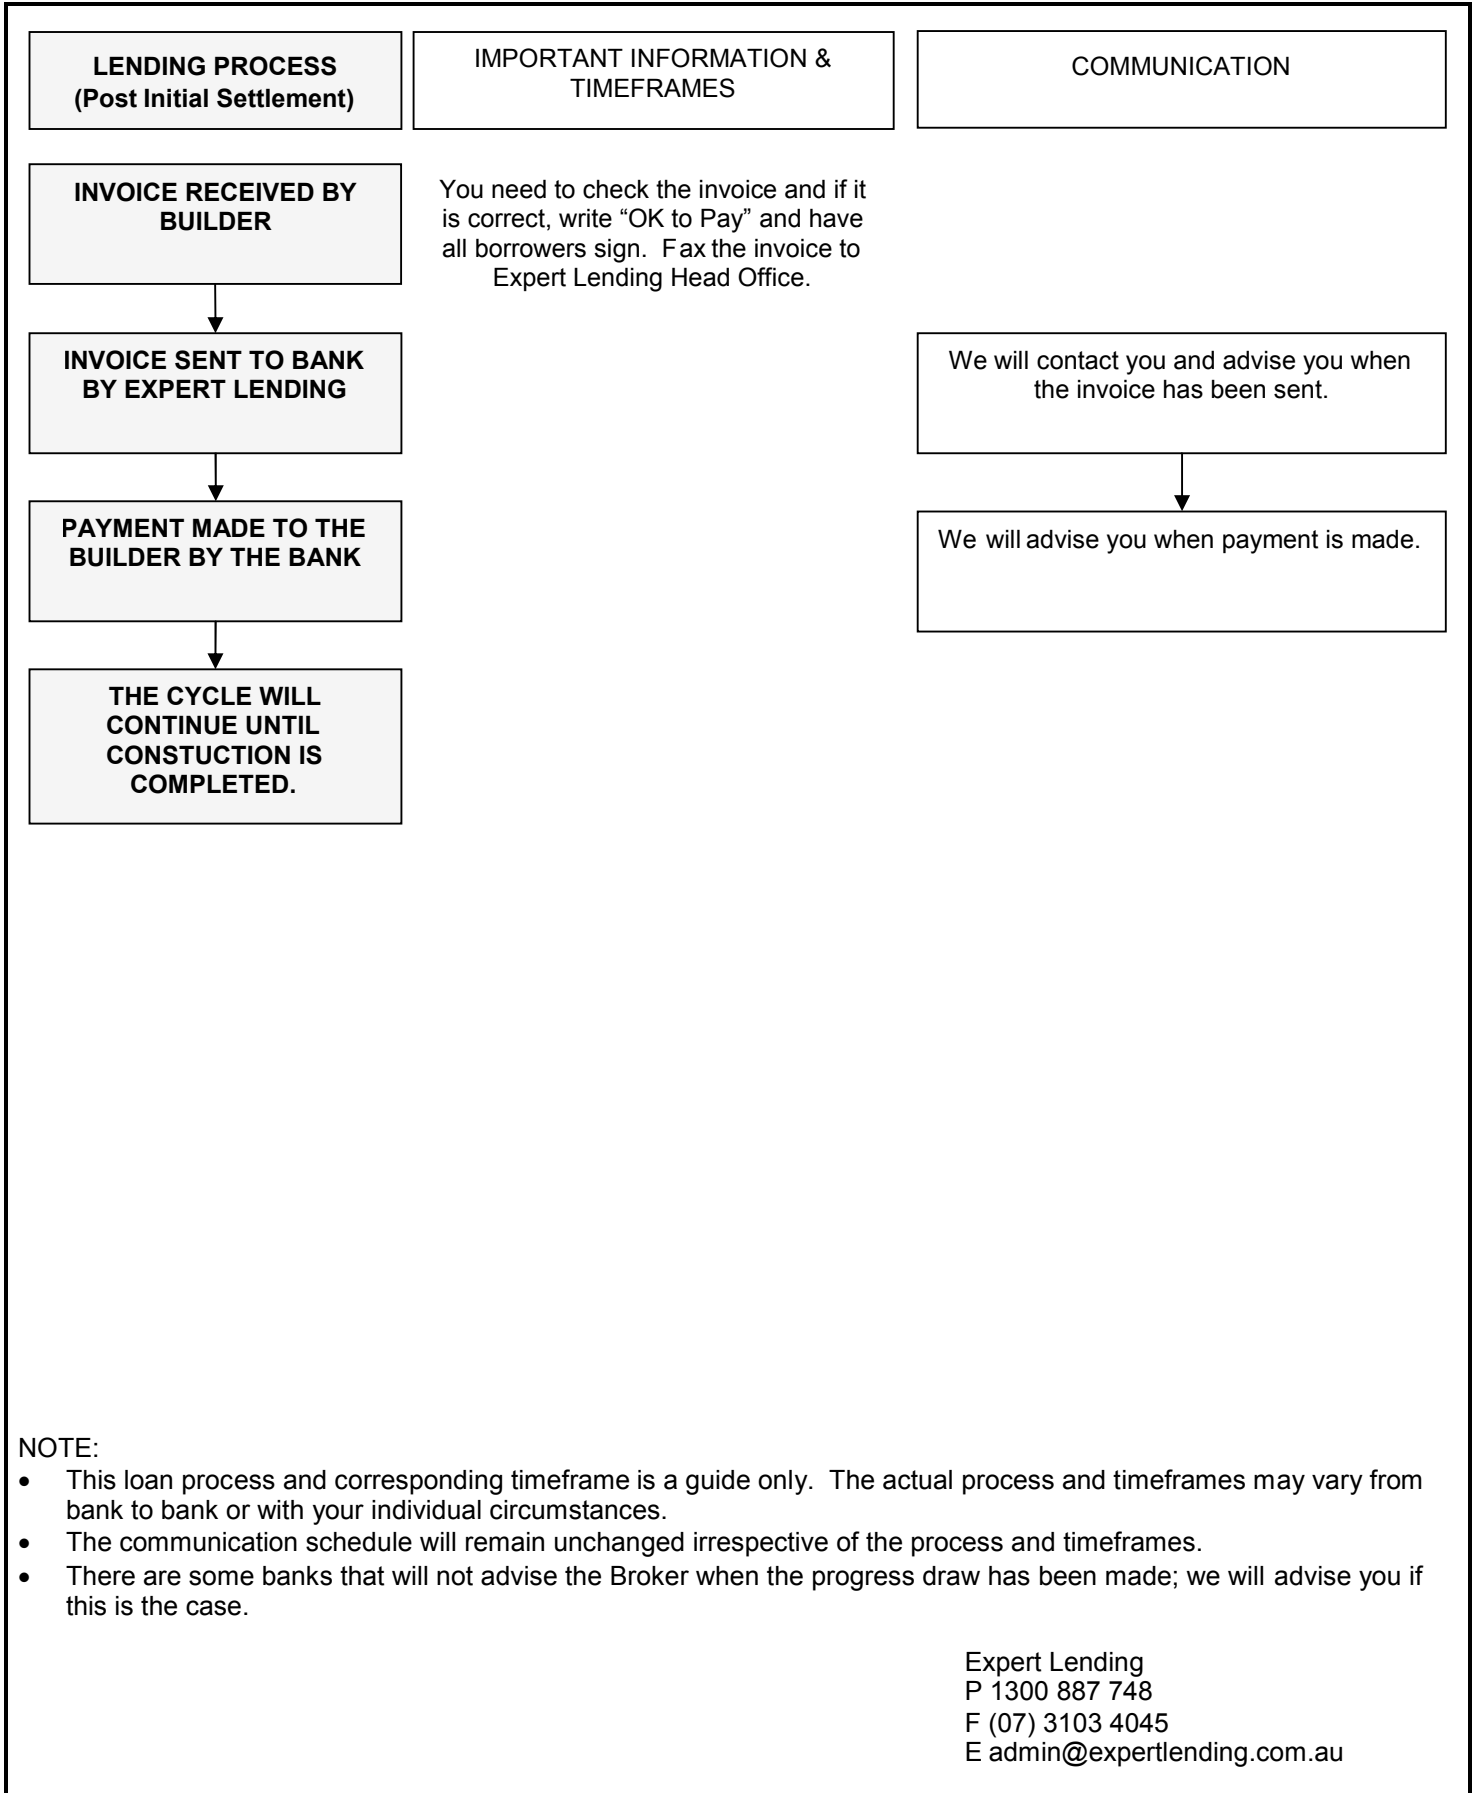 LENDING PROCESS
(Post Initial Settlement)
IMPORTANT INFORMATION &
TIMEFRAMES
COMMUNICATION
INVOICE RECEIVED BY
BUILDER
You need to check the invoice and if it
is correct, write “OK to Pay” and have
all borrowers sign.  Fax the invoice to
Expert Lending Head Office.
INVOICE SENT TO BANK
BY EXPERT LENDING
We will contact you and advise you when
the invoice has been sent.
PAYMENT MADE TO THE
BUILDER BY THE BANK
We will advise you when payment is made.
THE CYCLE WILL
CONTINUE UNTIL
CONSTUCTION IS
COMPLETED.
NOTE:
• This loan process and corresponding timeframe is a guide only.  The actual process and timeframes may vary from
bank to bank or with your individual circumstances.
• The communication schedule will remain unchanged irrespective of the process and timeframes.
• There are some banks that will not advise the Broker when the progress draw has been made; we will advise you if
this is the case.
Expert Lending
P 1300 887 748
F (07) 3103 4045
E admin@expertlending.com.au